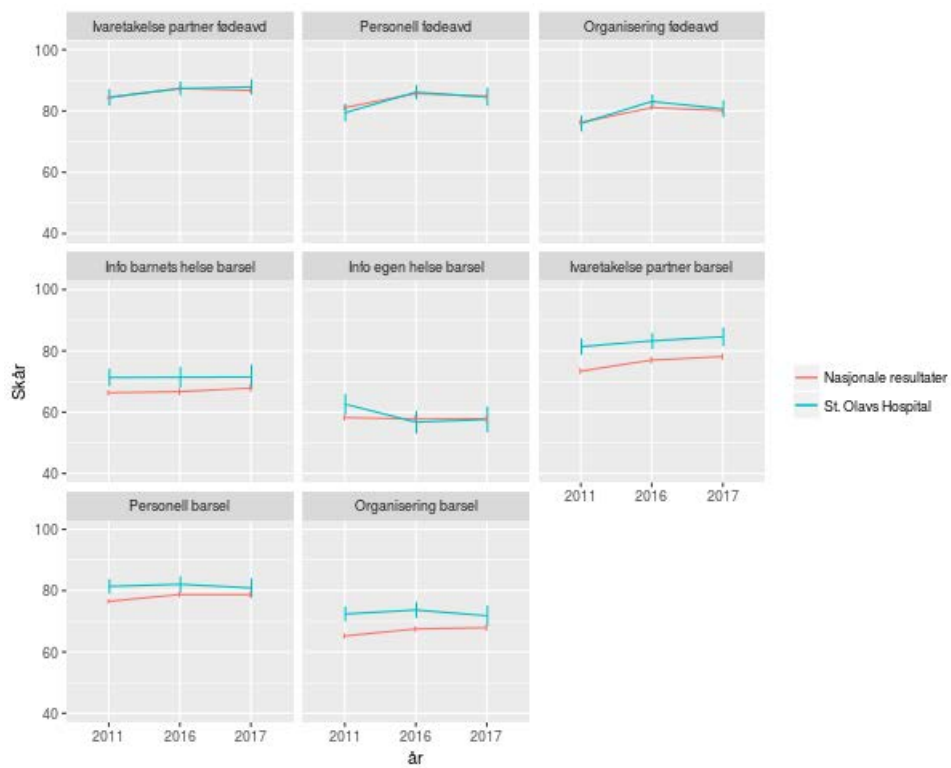 Ivaretakelse partner fødeavd
Personell fødeavd
Organisering fødeavd
100
80
60
40
Info barnets helse barsel
Info egen helse barsel
Ivaretakelse partner barsel
100
80
60
40
Skår
Nasjonale resultater
St. Olavs Hospital
2011 2016 2017
Personell barsel
Organisering barsel
100
80
60
40
2011 2016 2017
2011 2016 2017
år